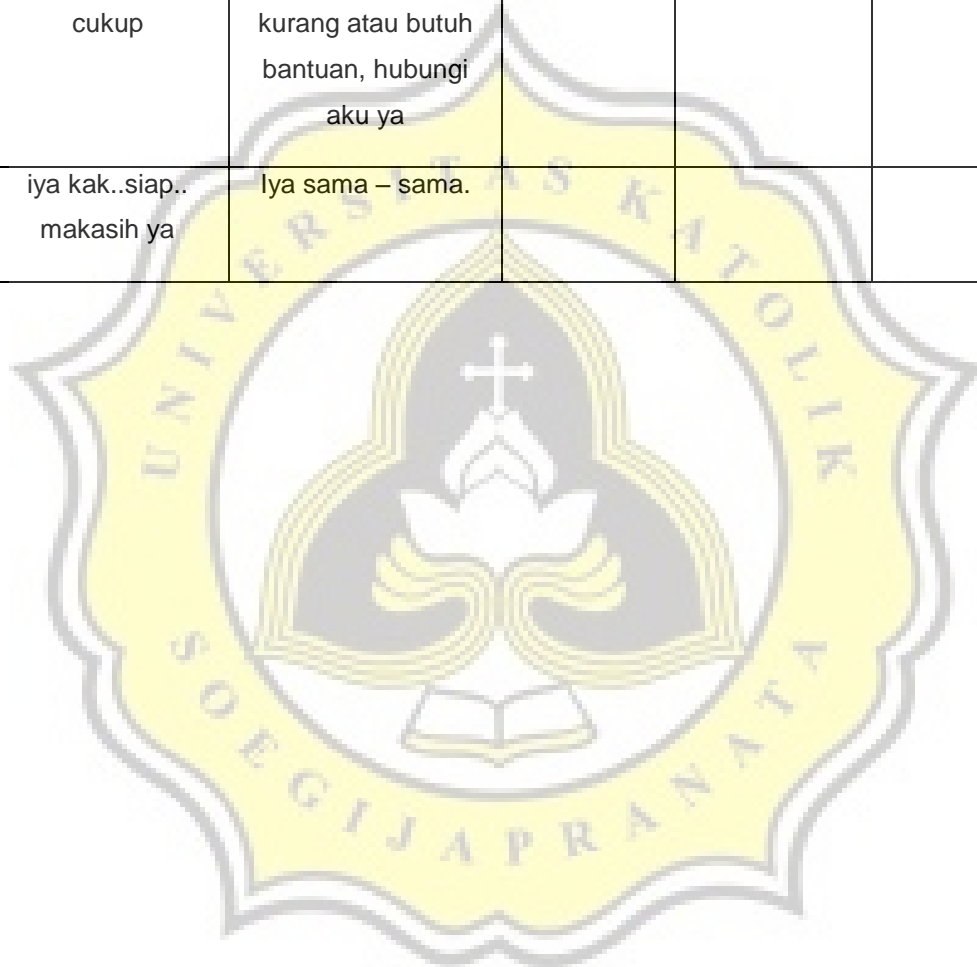 cukup
kurang atau butuh
bantuan, hubungi
aku ya
iya kak..siap..
makasih ya
Iya sama – sama.
UNIVERSITAS KATOLIK
SOEGIJAPRANATA